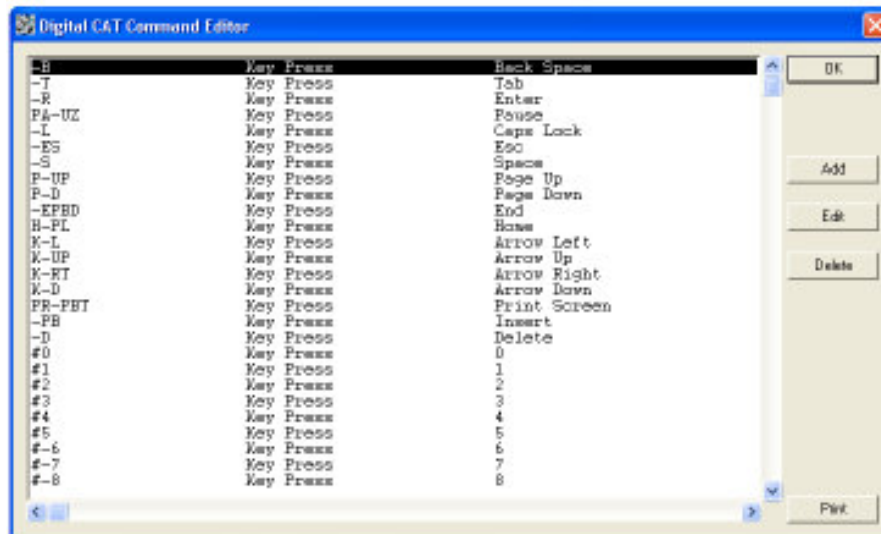 Digital CAT Command Editor
-B Key Press Back Space
-T Key Press Tab
-R Key Press Enter
PA-UZ Key Press Pause
-L Key Press Caps Lock
-ES Key Press Esc
-S Key Press Space
P-UP Key Press Page Up
P-D Key Press Page Down
-EPBD Key Press End
H-PL Key Press Home
K-L Key Press Arrow Left
K-UP Key Press Arrow Up
K-RT Key Press Arrow Right
K-D Key Press Arrow Down
PR-PBT Key Press Print Screen
-PB Key Press Insert
-D Key Press Delete
#0 Key Press 0
#1 Key Press 1
#2 Key Press 2
#3 Key Press 3
#4 Key Press 4
#5 Key Press 5
#-6 Key Press 6
#-7 Key Press 7
#-8 Key Press 8
OK
Add
Edit
Delete
Print